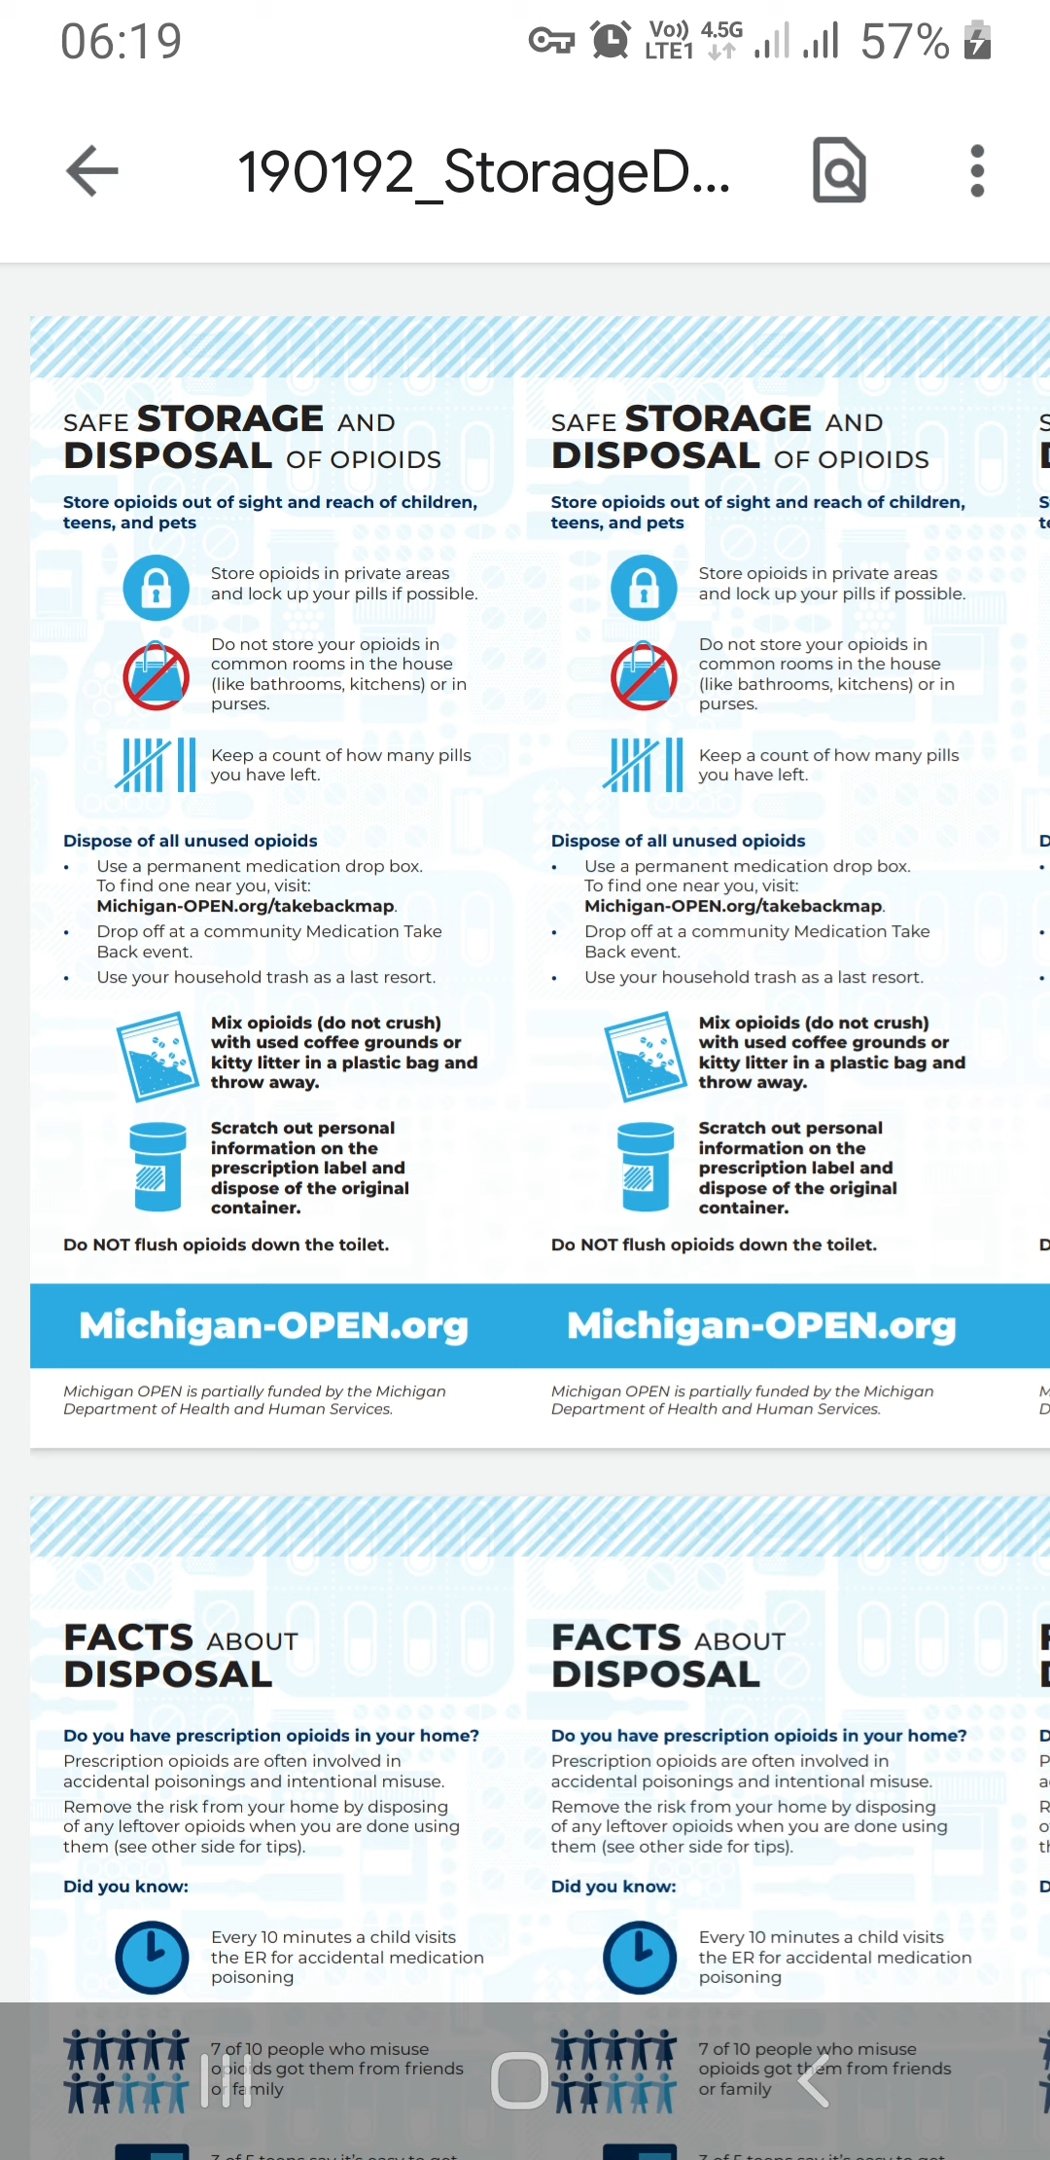 06:19
Vo)) LTE1 4.5G 57%
190192_StorageD...
SAFE STORAGE AND
DISPOSAL OF OPIOIDS
Store opioids out of sight and reach of children,
teens, and pets
Store opioids in private areas
and lock up your pills if possible.
Do not store your opioids in
common rooms in the house
(like bathrooms, kitchens) or in
purses.
Keep a count of how many pills
you have left.
Dispose of all unused opioids
• Use a permanent medication drop box.
To find one near you, visit:
Michigan-OPEN.org/takebackmap.
• Drop off at a community Medication Take
Back event.
• Use your household trash as a last resort.
Mix opioids (do not crush)
with used coffee grounds or
kitty litter in a plastic bag and
throw away.
Scratch out personal
information on the
prescription label and
dispose of the original
container.
Do NOT flush opioids down the toilet.
Michigan-OPEN.org
Michigan OPEN is partially funded by the Michigan
Department of Health and Human Services.
SAFE STORAGE AND
DISPOSAL OF OPIOIDS
Store opioids out of sight and reach of children,
teens, and pets
Store opioids in private areas
and lock up your pills if possible.
Do not store your opioids in
common rooms in the house
(like bathrooms, kitchens) or in
purses.
Keep a count of how many pills
you have left.
Dispose of all unused opioids
• Use a permanent medication drop box.
To find one near you, visit:
Michigan-OPEN.org/takebackmap.
• Drop off at a community Medication Take
Back event.
• Use your household trash as a last resort.
Mix opioids (do not crush)
with used coffee grounds or
kitty litter in a plastic bag and
throw away.
Scratch out personal
information on the
prescription label and
dispose of the original
container.
Do NOT flush opioids down the toilet.
Michigan-OPEN.org
Michigan OPEN is partially funded by the Michigan
Department of Health and Human Services.
FACTS ABOUT
DISPOSAL
Do you have prescription opioids in your home?
Prescription opioids are often involved in
accidental poisonings and intentional misuse.
Remove the risk from your home by disposing
of any leftover opioids when you are done using
them (see other side for tips).
Did you know:
Every 10 minutes a child visits
the ER for accidental medication
poisoning
7 of 10 people who misuse
opioids got them from friends
or family
FACTS ABOUT
DISPOSAL
Do you have prescription opioids in your home?
Prescription opioids are often involved in
accidental poisonings and intentional misuse.
Remove the risk from your home by disposing
of any leftover opioids when you are done using
them (see other side for tips).
Did you know:
Every 10 minutes a child visits
the ER for accidental medication
poisoning
7 of 10 people who misuse
opioids got them from friends
or family